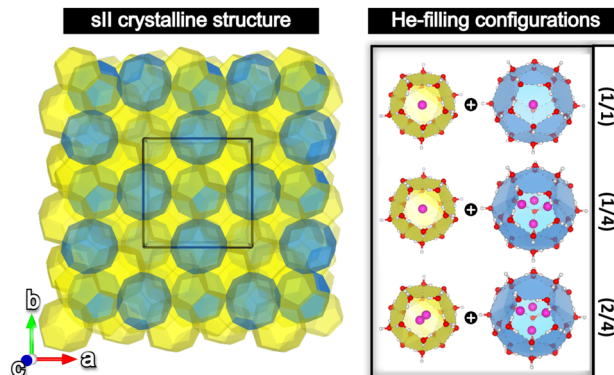 sII crystalline structure
He-filling configurations
(1/1)
+
(1/4)
+
(2/4)
+
b
a
c